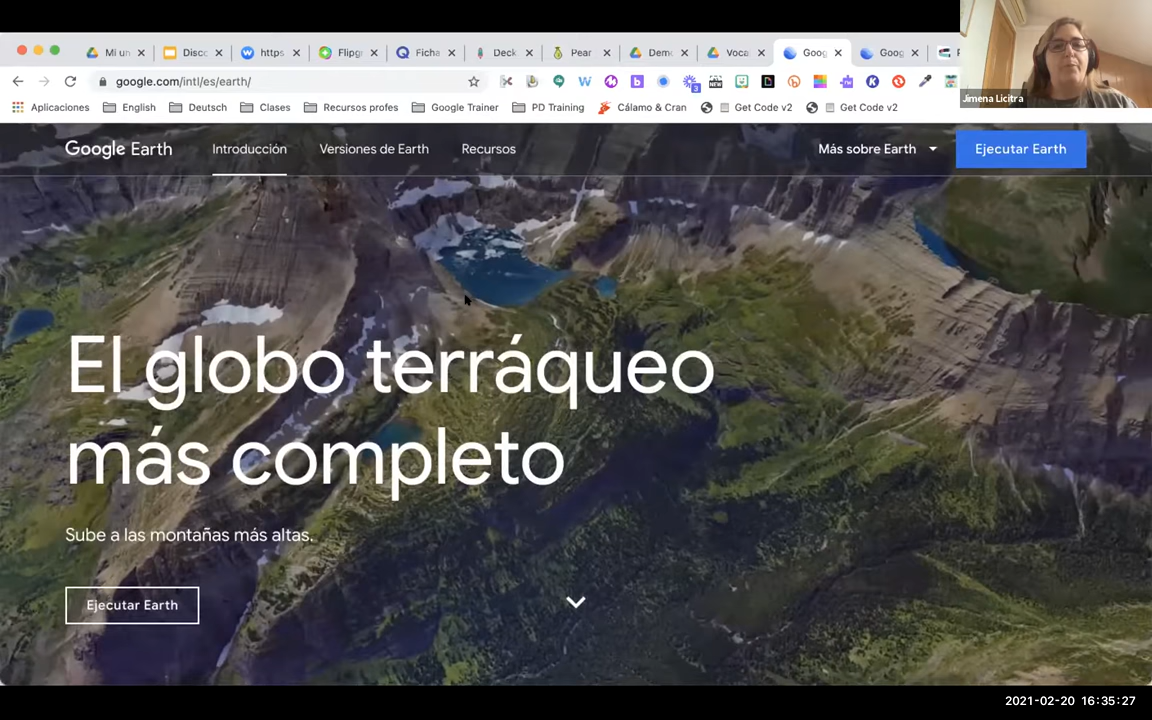 Mi un
Disco
https
Flipgr
Ficha
Deck
Pear
Demo
Voca
Goog
Goog
google.com/intl/es/earth/
Aplicaciones English Deutsch Clases Recursos profes Google Trainer PD Training Cálamo & Cran Get Code v2 Get Code v2
Jimena Licitra
Google Earth Introducción Versiones de Earth Recursos Más sobre Earth Ejecutar Earth
El globo terráqueo
más completo
Sube a las montañas más altas.
Ejecutar Earth
2021-02-20 16:35:27